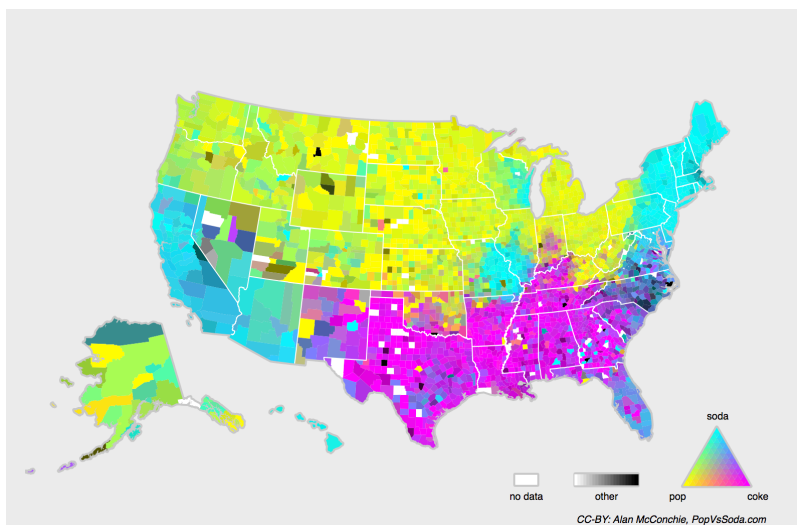 soda
no data
other
pop
coke
CC-BY: Alan McConchie, PopVsSoda.com